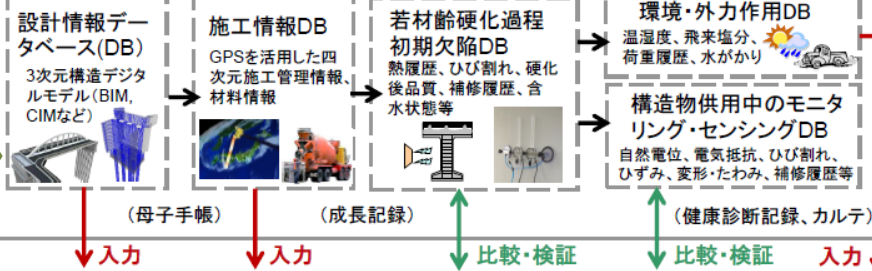 設計情報デー
タベース(DB)
3次元構造デジタ
ルモデル(BIM,
CIMなど)
施工情報DB
GPSを活用した四
次元施工管理情報、
材料情報
若材齢硬化過程
初期欠陥DB
熱履歴、ひび割れ、硬化
後品質、補修履歴、含
水状態等
環境・外力作用DB
温湿度、飛来塩分、
荷重履歴、水がかり
構造物供用中のモニタ
リング・センシングDB
自然電位、電気抵抗、ひび割れ、
ひずみ、変形・たわみ、補修履歴等
(母子手帳)
(成長記録)
(健康診断記録、カルテ)
入力
入力
比較・検証
比較・検証
入力